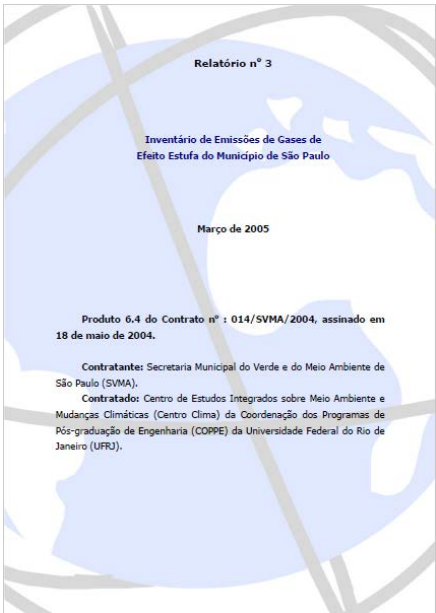 Relatório nº 3
Inventário de Emissões de Gases de
Efeito Estufa do Município de São Paulo
Março de 2005
Produto 6.4 do Contrato nº : 014/SVMA/2004, assinado em
18 de maio de 2004.
Contratante: Secretaria Municipal do Verde e do Meio Ambiente de
São Paulo (SVMA).
Contratado: Centro de Estudos Integrados sobre Meio Ambiente e
Mudanças Climáticas (Centro Clima) da Coordenação dos Programas de
Pós-graduação de Engenharia (COPPE) da Universidade Federal do Rio de
Janeiro (UFRJ).